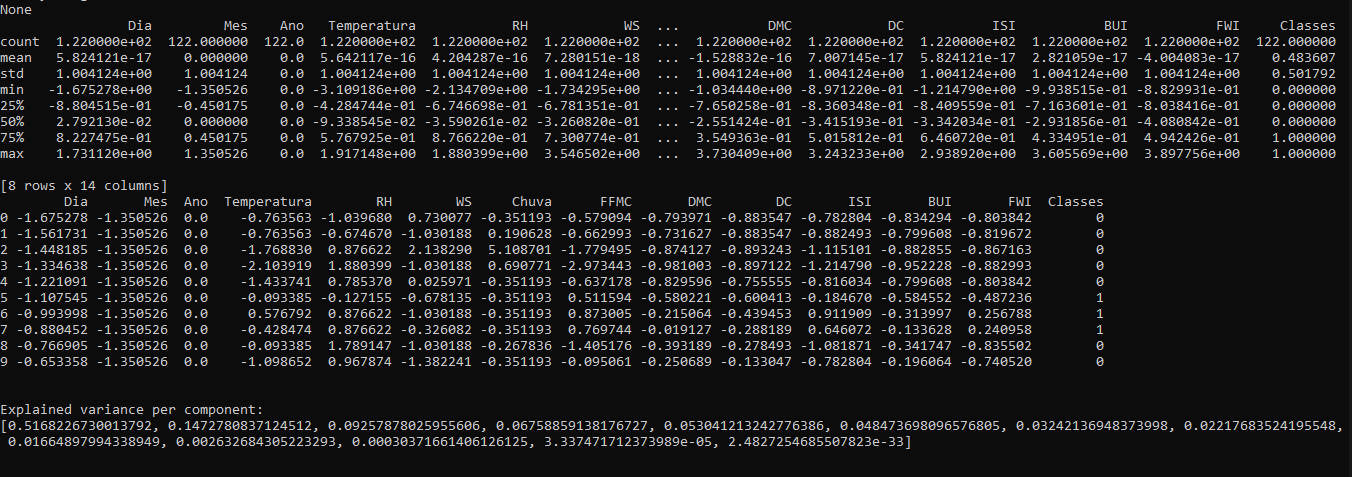 None
Dia Mes Ano Temperatura RH WS ... DMC DC ISI BUI FWI Classes
count 1.220000e+02 122.000000 122.0 1.220000e+02 1.220000e+02 1.220000e+02 ... 1.220000e+02 1.220000e+02 1.220000e+02 1.220000e+02 1.220000e+02 122.000000
mean 5.824121e-17 0.000000 0.0 5.642117e-16 4.204287e-16 7.280151e-18 ... -1.528832e-16 7.007145e-17 5.824121e-17 2.821059e-17 -4.004083e-17 0.483607
std 1.004124e+00 1.004124 0.0 1.004124e+00 1.004124e+00 1.004124e+00 ... 1.004124e+00 1.004124e+00 1.004124e+00 1.004124e+00 1.004124e+00 0.501792
min -1.675278e+00 -1.350526 0.0 -3.109186e+00 -2.134709e+00 -1.734295e+00 ... -1.034440e+00 -8.971220e-01 -1.214790e+00 -9.938515e-01 -8.829931e-01 0.000000
25% -8.804515e-01 -0.450175 0.0 -4.284744e-01 -6.746698e-01 -6.781351e-01 ... -7.650258e-01 -8.360348e-01 -8.409559e-01 -7.163601e-01 -8.038416e-01 0.000000
50% 2.792130e-02 0.000000 0.0 -9.338545e-02 -3.590261e-02 -3.260820e-01 ... -2.551424e-01 -3.415193e-01 -3.342034e-01 -2.931856e-01 -4.080842e-01 0.000000
75% 8.227475e-01 0.450175 0.0 5.767925e-01 8.766220e-01 7.300774e-01 ... 3.549363e-01 5.015812e-01 6.460720e-01 4.334951e-01 4.942426e-01 1.000000
max 1.731120e+00 1.350526 0.0 1.917148e+00 1.880399e+00 3.546502e+00 ... 3.730409e+00 3.243233e+00 2.938920e+00 3.605569e+00 3.897756e+00 1.000000
[8 rows x 14 columns]
Dia Mes Ano Temperatura RH WS Chuva FFMC DMC DC ISI BUI FWI Classes
0 -1.675278 -1.350526 0.0 -0.763563 -1.039680 0.730077 -0.351193 -0.579094 -0.793971 -0.883547 -0.782804 -0.834294 -0.803842 0
1 -1.561731 -1.350526 0.0 -0.763563 -0.674670 -1.030188 0.190628 -0.662993 -0.731627 -0.883547 -0.882493 -0.799608 -0.819672 0
2 -1.448185 -1.350526 0.0 -1.768830 0.876622 2.138290 5.108701 -1.779495 -0.874127 -0.893243 -1.115101 -0.882855 -0.867163 0
3 -1.334638 -1.350526 0.0 -2.103919 1.880399 -1.030188 0.690771 -2.973443 -0.981003 -0.897122 -1.214790 -0.952228 -0.882993 0
4 -1.221091 -1.350526 0.0 -1.433741 0.785370 0.025971 -0.351193 -0.637178 -0.829596 -0.755555 -0.816034 -0.799608 -0.803842 0
5 -1.107545 -1.350526 0.0 -0.093385 -0.127155 -0.678135 -0.351193 0.511594 -0.580221 -0.600413 -0.184670 -0.584552 -0.487236 1
6 -0.993998 -1.350526 0.0 0.576792 0.876622 -1.030188 -0.351193 0.873005 -0.215064 -0.439453 0.911909 -0.313997 0.256788 1
7 -0.880452 -1.350526 0.0 -0.428474 0.876622 -0.326082 -0.351193 0.769744 -0.019127 -0.288189 0.646072 -0.133628 0.240958 1
8 -0.766905 -1.350526 0.0 -0.093385 1.789147 -1.030188 -0.267836 -1.405176 -0.393189 -0.278493 -1.081871 -0.341747 -0.835502 0
9 -0.653358 -1.350526 0.0 -1.098652 0.967874 -1.382241 -0.351193 -0.095061 -0.250689 -0.133047 -0.782804 -0.196064 -0.740520 0
Explained variance per component:
[0.5168226730013792, 0.1472780837124512, 0.09257878025955606, 0.06758859138176727, 0.053041213242776386, 0.048473698096576805, 0.03242136948373998, 0.02217683524195548,
0.01664897994338949, 0.002632684305223293, 0.00030371661406126125, 3.337471712373989e-05, 2.4827254685507823e-33]